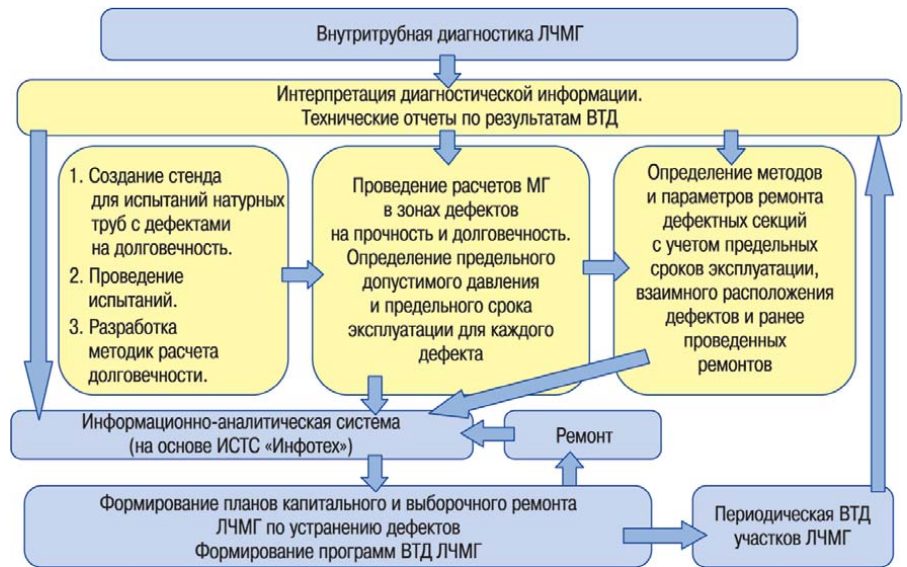 Внутритрубная диагностика ЛЧМГ
Интерпретация диагностической информации.
Технические отчеты по результатам ВТД
1. Создание стенда
для испытаний натурных
труб с дефектами
на долговечность.
2. Проведение
испытаний.
3. Разработка
методик расчета
долговечности.
Проведение расчетов МГ
в зонах дефектов
на прочность и долговечность.
Определение предельного
допустимого давления
и предельного срока
эксплуатации для каждого
дефекта
Определение методов
и параметров ремонта
дефектных секций
с учетом предельных
сроков эксплуатации,
взаимного расположения
дефектов и ранее
проведенных
ремонтов
Информационно-аналитическая система
(на основе ИСТС «Инфотех»)
Ремонт
Формирование планов капитального и выборочного ремонта
ЛЧМГ по устранению дефектов
Формирование программ ВТД ЛЧМГ
Периодическая ВТД
участков ЛЧМГ